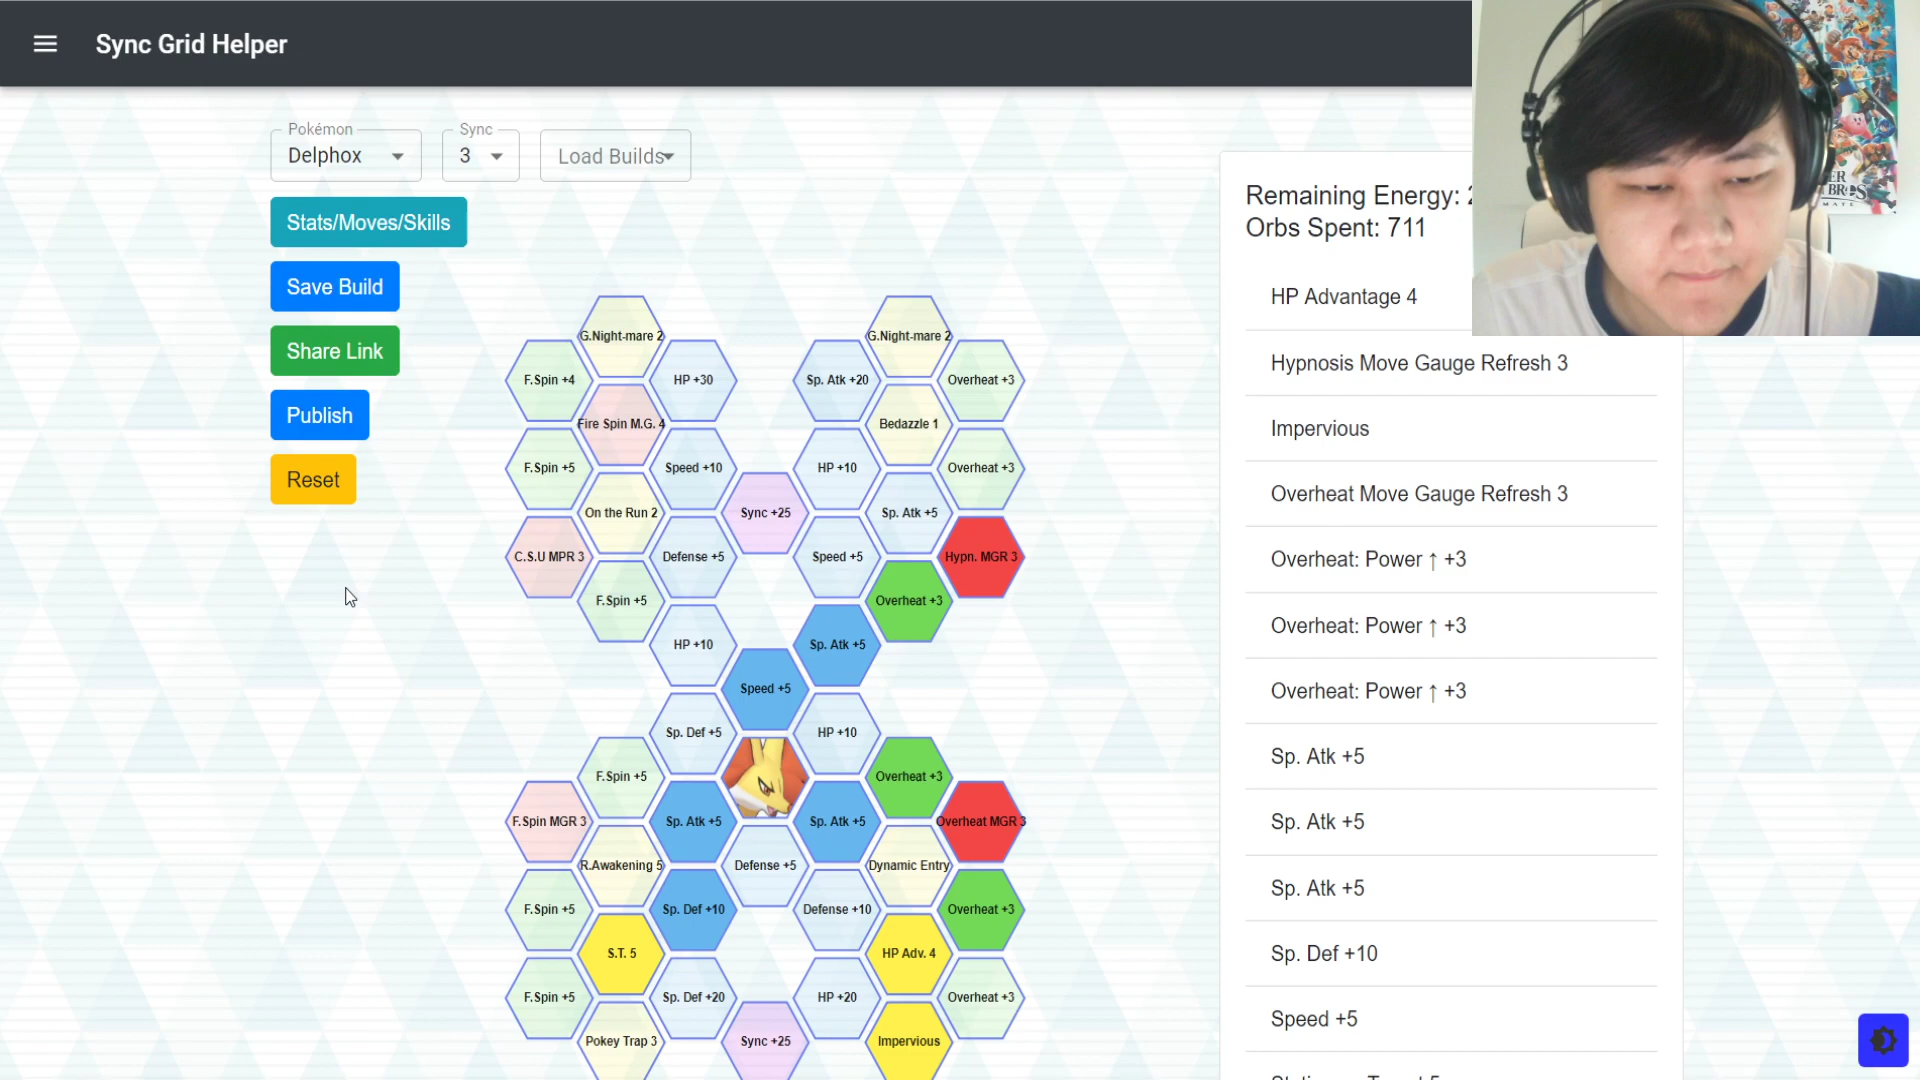 Sync Grid Helper
Pokémon
Delphox
Sync
3
Load Builds
Stats/Moves/Skills
Save Build
Share Link
Publish
Reset
G.Night-mare 2
G.Night-mare 2
F.Spin +4
HP +30
Sp. Atk +20
Overheat +3
Fire Spin M.G. 4
Bedazzle 1
F.Spin +5
Speed +10
HP +10
Overheat +3
On the Run 2
Sync +25
Sp. Atk +5
C.S.U MPR 3
Defense +5
Speed +5
Hypn. MGR 3
F.Spin +5
Overheat +3
HP +10
Sp. Atk +5
Speed +5
Sp. Def +5
HP +10
F.Spin +5
Overheat +3
F.Spin MGR 3
Sp. Atk +5
Sp. Atk +5
Overheat MGR 3
R.Awakening 5
Defense +5
Dynamic Entry
F.Spin +5
Sp. Def +10
Defense +10
Overheat +3
S.T. 5
HP Adv. 4
F.Spin +5
Sp. Def +20
HP +20
Overheat +3
Pokey Trap 3
Sync +25
Impervious
Remaining Energy:
Orbs Spent: 711
HP Advantage 4
Hypnosis Move Gauge Refresh 3
Impervious
Overheat Move Gauge Refresh 3
Overheat: Power ↑ +3
Overheat: Power ↑ +3
Overheat: Power ↑ +3
Sp. Atk +5
Sp. Atk +5
Sp. Atk +5
Sp. Def +10
Speed +5